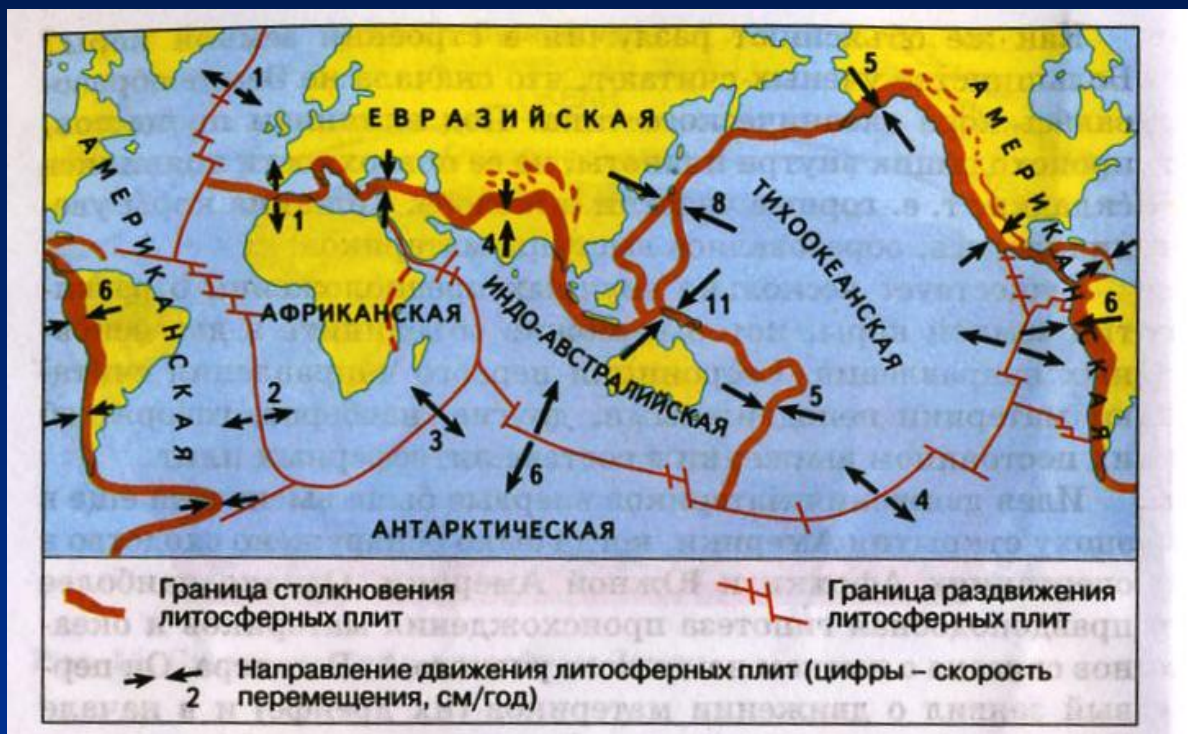 1
5
ЕВРАЗИЙСКАЯ
АМЕРИКАНСКАЯ
АМЕРИКАНСКАЯ
ТИХООКЕАНСКАЯ
1
4
8
6
АФРИКАНСКАЯ
ИНДО-АВСТРАЛИЙСКАЯ
11
6
2
3
5
6
4
АНТАРКТИЧЕСКАЯ
Граница столкновения
литосферных плит
Граница раздвижения
литосферных плит
2
Направление движения литосферных плит (цифры – скорость
перемещения, см/год)